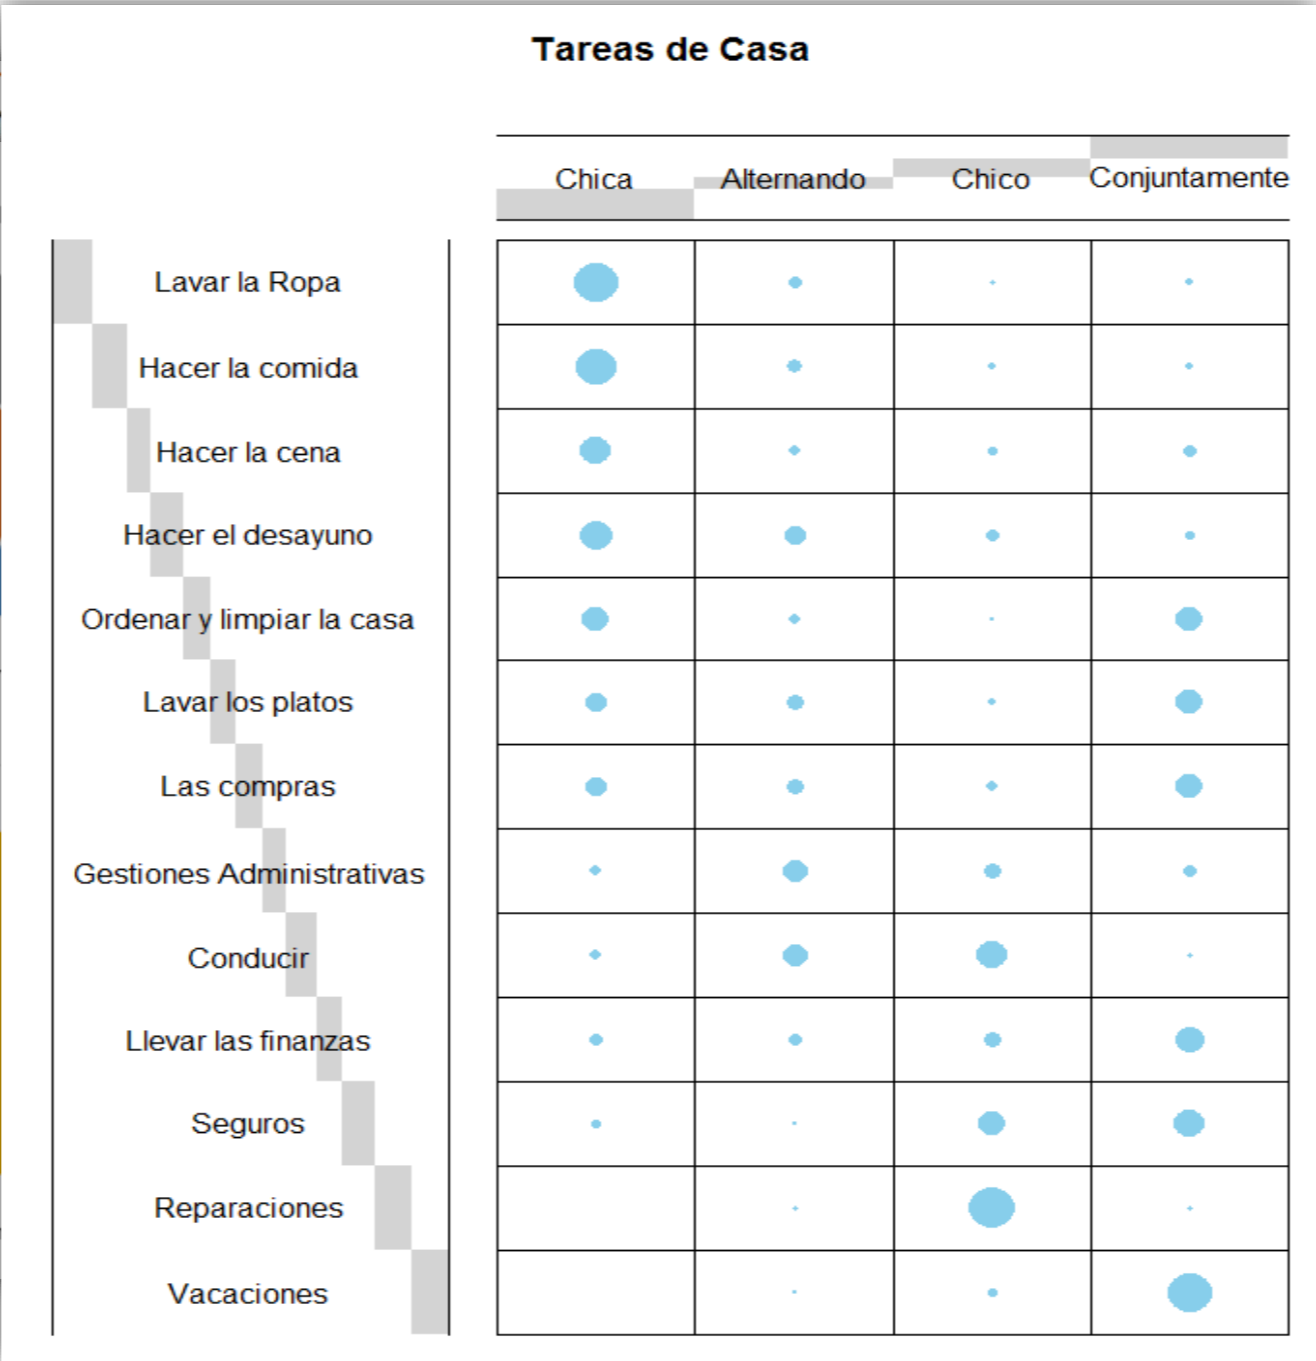 Tareas de Casa
Chica Alternando Chico Conjuntamente
Lavar la Ropa
Hacer la comida
Hacer la cena
Hacer el desayuno
Ordenar y limpiar la casa
Lavar los platos
Las compras
Gestiones Administrativas
Conducir
Llevar las finanzas
Seguros
Reparaciones
Vacaciones